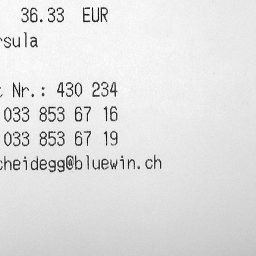 36.33 EUR
rsula
t Nr.: 430 234
033 853 67 16
033 853 67 19
cheidegg@bluewin.ch